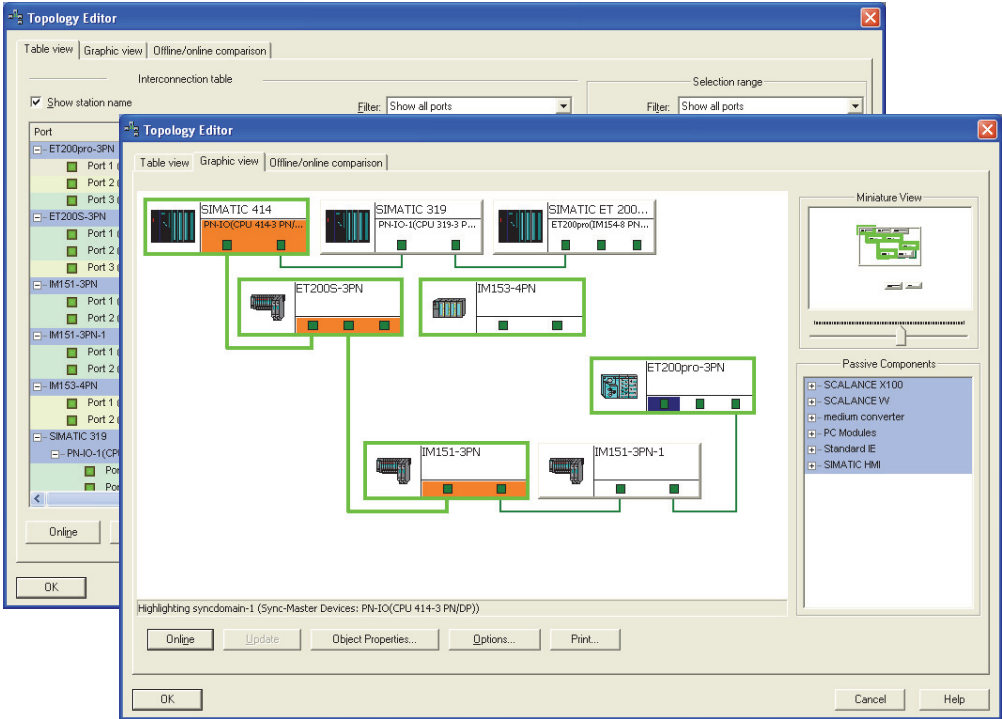 Topology Editor
Table view Graphic view Offline/online comparison
Interconnection table
Selection range
Show station name
Filter: Show all ports
Filter: Show all ports
Port
ET200pro-3PN
Port 1
Port 2
Port 3
ET200S-3PN
Port 1
Port 2
Port 3
IM151-3PN
Port 1
Port 2
IM151-3PN-1
Port 1
Port 2
IM153-4PN
Port 1
Port 2
SIMATIC 319
PN-IO-1(CP
Por
Por
Online
OK
Topology Editor
Table view Graphic view Offline/online comparison
SIMATIC 414
PN-IO(CPU 414-3 PN/...
SIMATIC 319
PN-IO-1(CPU 319-3 P...
SIMATIC ET 200...
ET200pro(IM154-8 PN...
ET200S-3PN
IM153-4PN
ET200pro-3PN
IM151-3PN
IM151-3PN-1
Miniature View
Passive Components
SCALANCE X100
SCALANCE W
medium converter
PC Modules
Standard IE
SIMATIC HMI
Highlighting syncdomain-1 (Sync-Master Devices: PN-IO(CPU 414-3 PN/DP))
Online Update Object Properties... Options... Print...
OK Cancel Help